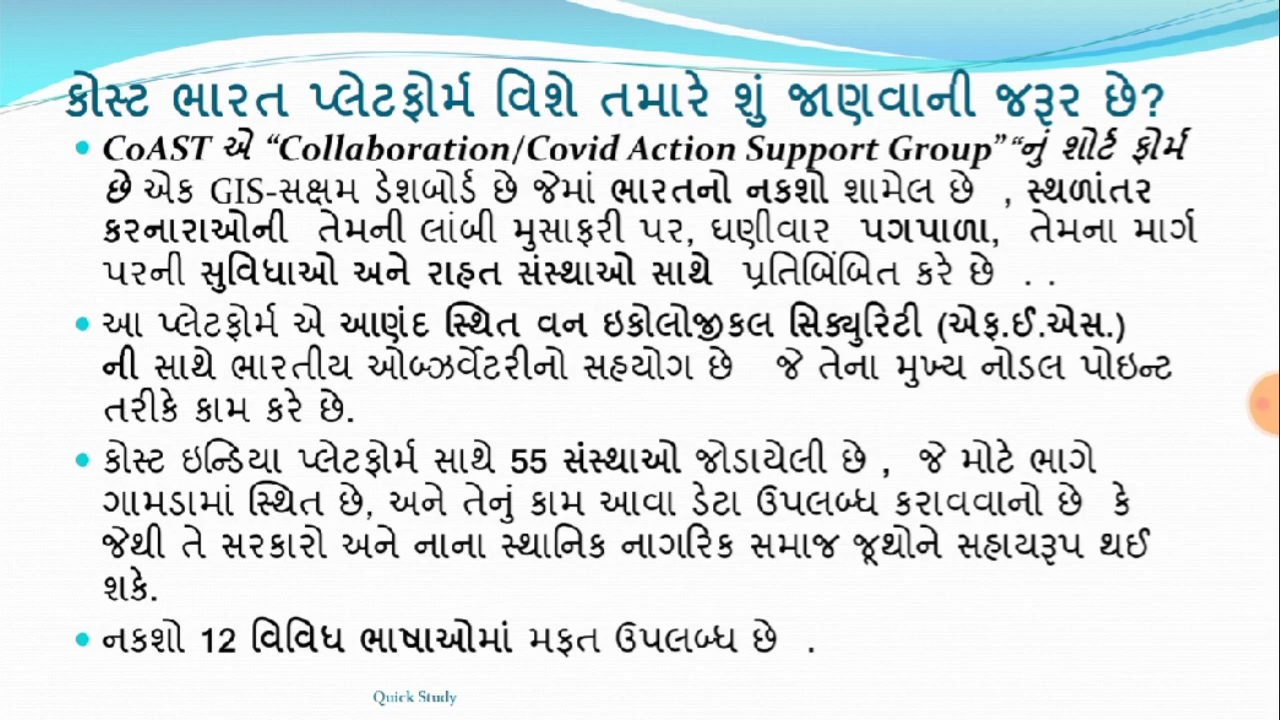 કોસ્ટ ભારત પ્લેટફોર્મ વિશે તમારે શું જાણવાની જરૂર છે?
CoAST એ “Collaboration/Covid Action Support Group”“નું શોર્ટ ફોર્મ
છે એક GIS-સક્ષમ ડેશબોર્ડ છે જેમાં ભારતનો નકશો શામેલ છે , સ્થળાંતર
કરનારાઓની તેમની લાંબી મુસાફરી પર, ઘણીવાર પગપાળા, તેમના માર્ગ
પરની સુવિધાઓ અને રાહત સંસ્થાઓ સાથે પ્રતિબિંબિત કરે છે . .
આ પ્લેટફોર્મ એ આણંદ સ્થિત વન ઇકોલોજીકલ સિક્યુરિટી (એફ.ઈ.એસ.)
ની સાથે ભારતીય ઓબ્ઝર્વેટરીનો સહયોગ છે જે તેના મુખ્ય નોડલ પોઇન્ટ
તરીકે કામ કરે છે.
કોસ્ટ ઇન્ડિયા પ્લેટફોર્મ સાથે 55 સંસ્થાઓ જોડાયેલી છે , જે મોટે ભાગે
ગામડામાં સ્થિત છે, અને તેનું કામ આવા ડેટા ઉપલબ્ધ કરાવવાનો છે કે
જેથી તે સરકારો અને નાના સ્થાનિક નાગરિક સમાજ જૂથોને સહાયરૂપ થઈ
શકે.
નકશો 12 વિવિધ ભાષાઓમાં મફત ઉપલબ્ધ છે .
Quick Study